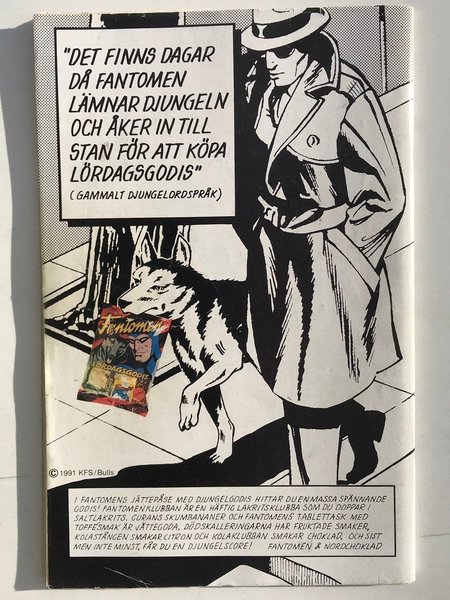 "DET FINNS DAGAR
DÅ FANTOMEN
LÄMNAR DJUNGELN
OCH ÅKER IN TILL
STAN FÖR ATT KÖPA
LÖRDAGSGODIS"
(GAMMALT DJUNGELORDSPRÅK)
Fantomen
LÖRDAGSGODIS
© 1991 KFS/Bulls
I FANTOMENS JÄTTEPÅSE MED DJUNGELGODIS HITTAR DU EN MASSA SPÄNNANDE
GODIS! FANTOMENKLUBBAN ÄR EN HÄFTIG LAKRITSKLUBBA SOM DU DOPPAR I
SALTLAKRITS. GURANS SKUMBANANER OCH FANTOMENS TABLETTASK MED
TOFFESMAK ÄR JÄTTEGODA, DÖDSKALLERINGARNA HAR FRUKTADE SMAKER,
KOLASTÅNGEN SMAKAR CITRON OCH KOLAKLUBBAN SMAKAR CHOKLAD, OCH SIST
MEN INTE MINST, FÅR DU EN DJUNGELSCORE! FANTOMEN & NORDCHOKLAD